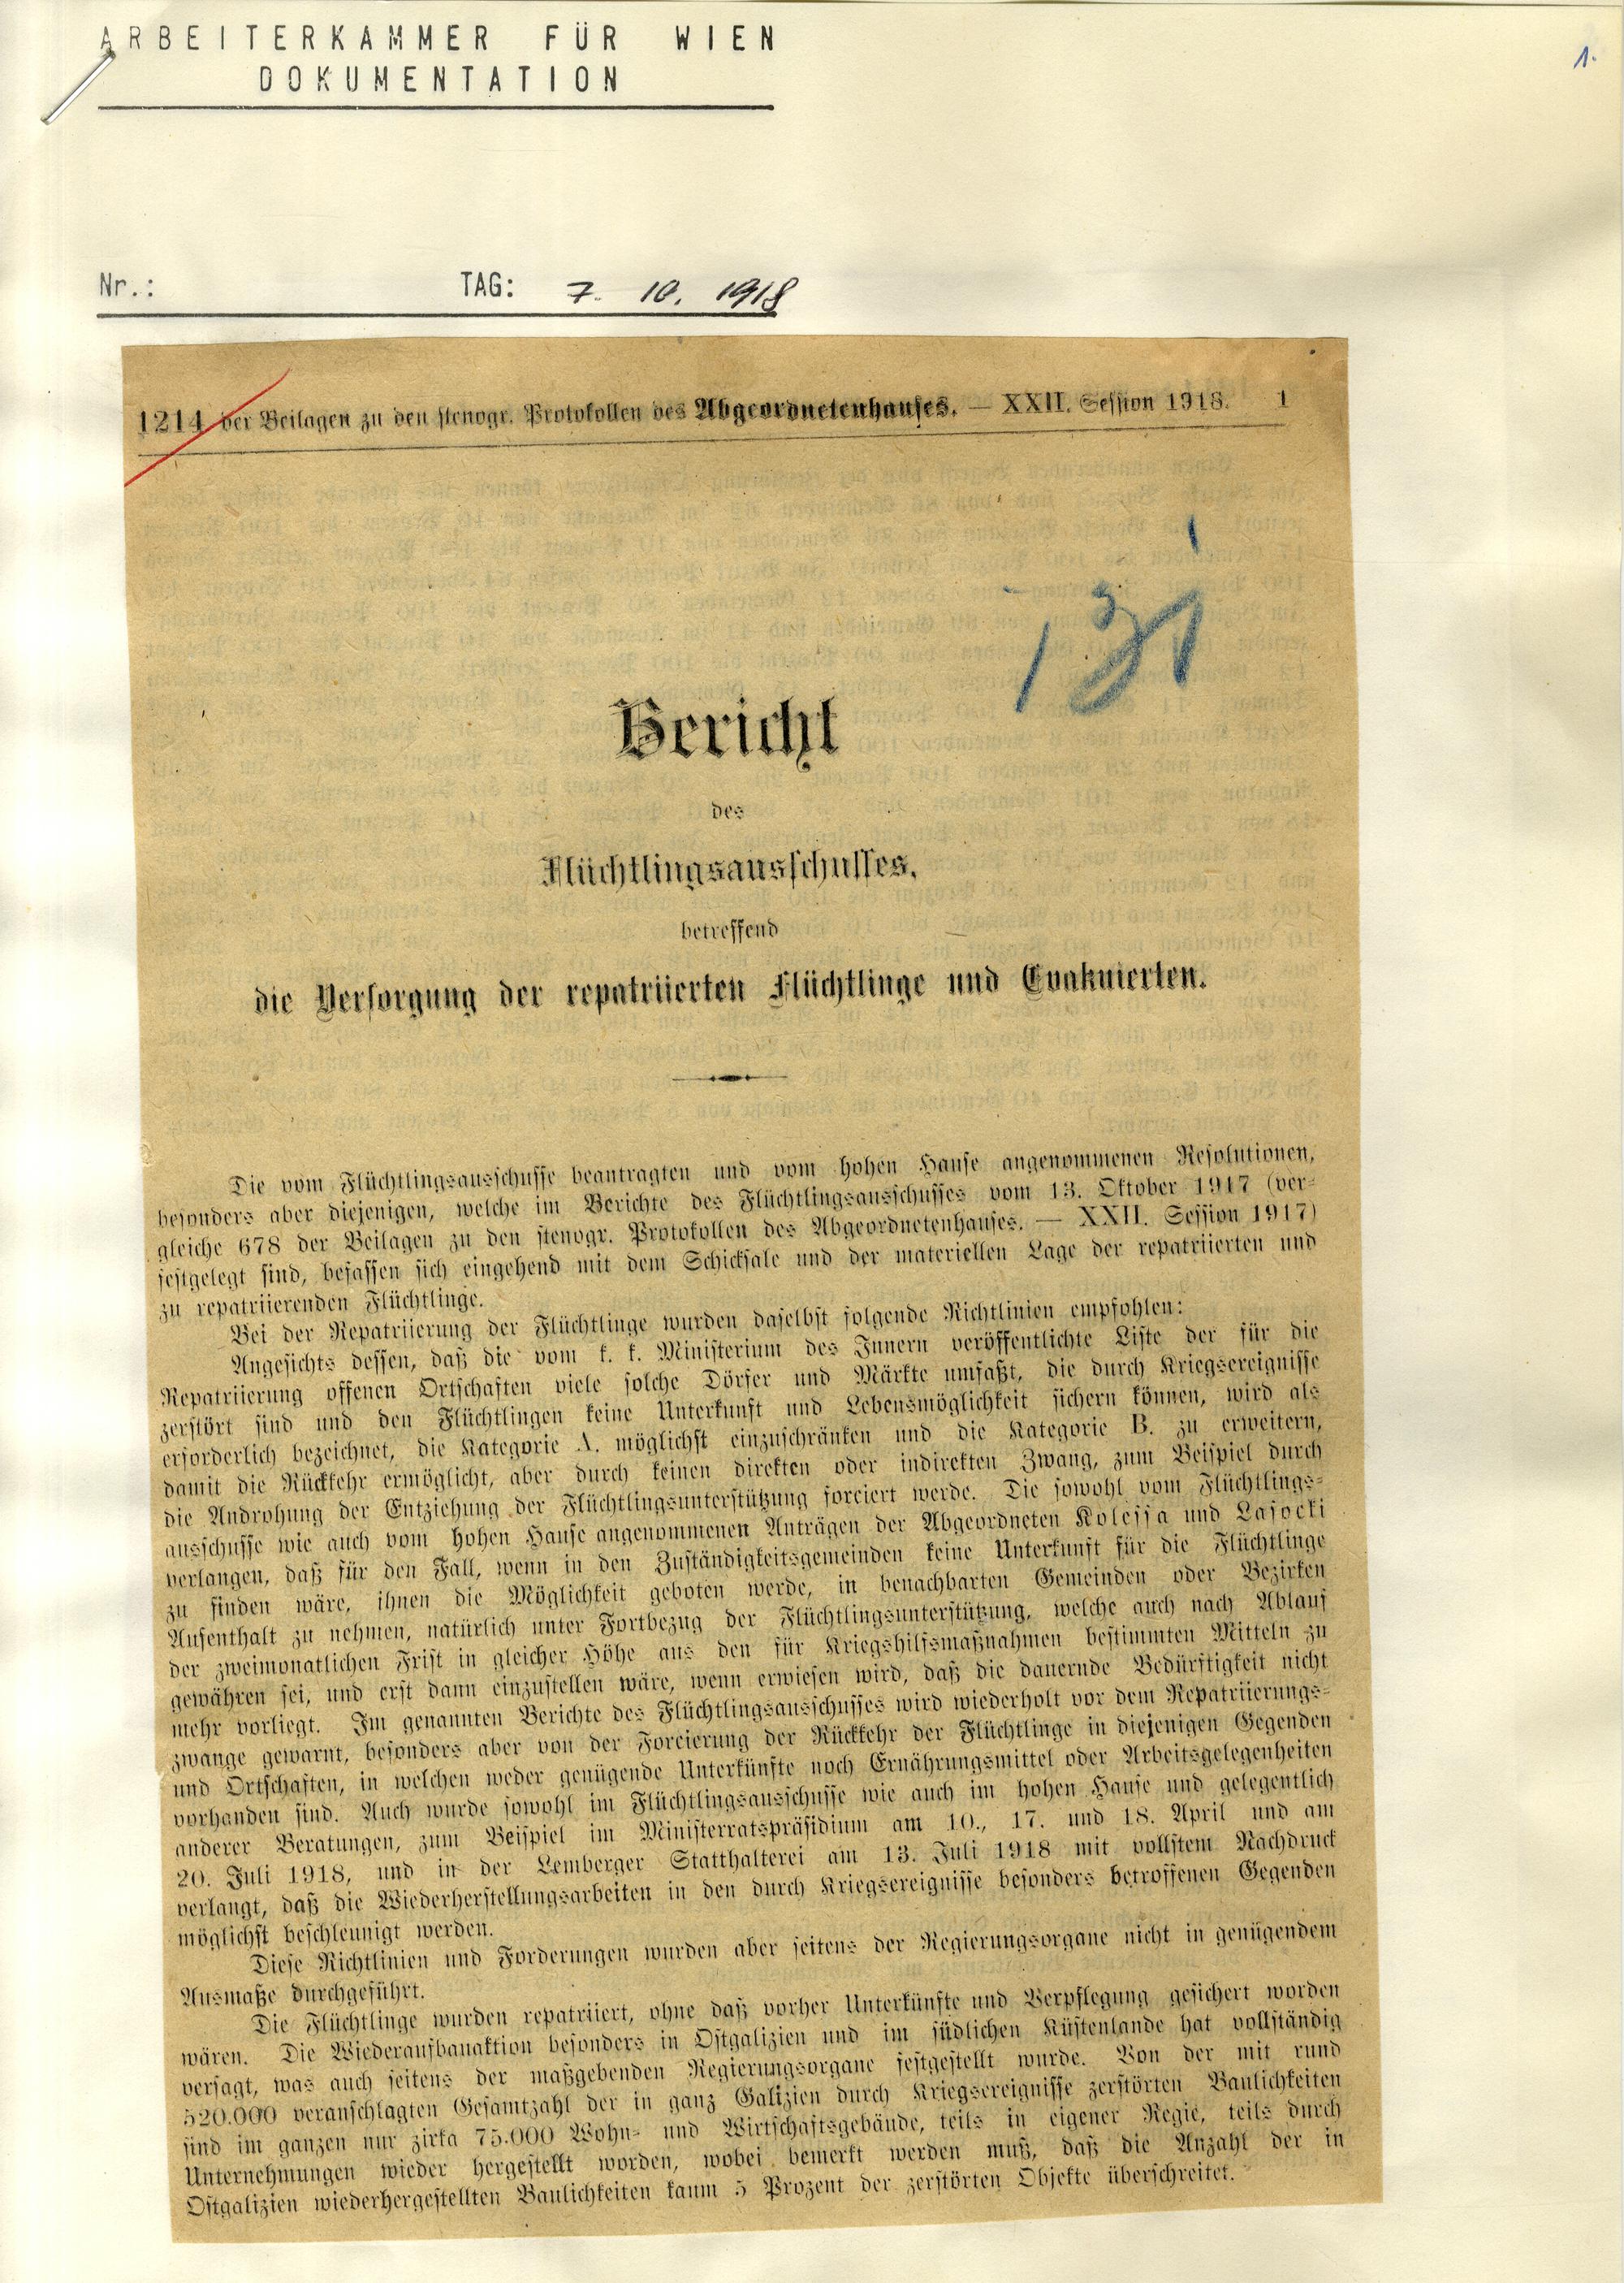 ARBEITERKAMMER FÜR WIEN
DOKUMENTATION
1.
Nr.: TAG: 7. 10. 1918
1214 der Beilagen zu den stenogr. Protokollen des Abgeordnetenhauses. — XXII. Session 1918. 1
Bericht
des
Flüchtlingsausschusses,
betreffend
die Versorgung der repatriierten Flüchtlinge und Evakuierten.
Die vom Flüchtlingsausschusse beantragten und vom hohen Hause angenommenen Resolutionen,
besonders aber diejenigen, welche im Berichte des Flüchtlingsausschusses vom 13. Oktober 1917 (ver-
gleiche 678 der Beilagen zu den stenogr. Protokollen des Abgeordnetenhauses. — XXII. Session 1917)
festgelegt sind, befassen sich eingehend mit dem Schicksale und der materiellen Lage der repatriierten und
zu repatriierenden Flüchtlinge.
Bei der Repatriierung der Flüchtlinge wurden daselbst folgende Richtlinien empfohlen:
Angesichts dessen, daß die vom k. k. Ministerium des Innern veröffentlichte Liste der für die
Repatriierung offenen Ortschaften viele solche Dörfer und Märkte umfaßt, die durch Kriegsereignisse
zerstört sind und den Flüchtlingen keine Unterkunft und Lebensmöglichkeit sichern können, wird als
erforderlich bezeichnet, die Kategorie A. möglichst einzuschränken und die Kategorie B. zu erweitern,
damit die Rückkehr ermöglicht, aber durch keinen direkten oder indirekten Zwang, zum Beispiel durch
die Androhung der Entziehung der Flüchtlingsunterstützung forciert werde. Die sowohl vom Flüchtlings-
ausschusse wie auch vom hohen Hause angenommenen Anträgen der Abgeordneten Kolessa und Lasocki
verlangen, daß für den Fall, wenn in den Zuständigkeitsgemeinden keine Unterkunft für die Flüchtlinge
zu finden wäre, ihnen die Möglichkeit geboten werde, in benachbarten Gemeinden oder Bezirken
Aufenthalt zu nehmen, natürlich unter Fortbezug der Flüchtlingsunterstützung, welche auch nach Ablauf
der zweimonatlichen Frist in gleicher Höhe aus den für Kriegshilfsmaßnahmen bestimmten Mitteln zu
gewähren sei, und erst dann einzustellen wäre, wenn erwiesen wird, daß die dauernde Bedürftigkeit nicht
mehr vorliegt. Im genannten Berichte des Flüchtlingsausschusses wird wiederholt vor dem Repatriierungs-
zwange gewarnt, besonders aber von der Forcierung der Rückkehr der Flüchtlinge in diejenigen Gegenden
und Ortschaften, in welchen weder genügende Unterkünfte noch Ernährungsmittel oder Arbeitsgelegenheiten
vorhanden sind. Auch wurde sowohl im Flüchtlingsausschusse wie auch im hohen Hause und gelegentlich
anderer Beratungen, zum Beispiel im Ministerratspräsidium am 10., 17. und 18. April und am
20. Juli 1918, und in der Lemberger Statthalterei am 13. Juli 1918 mit vollstem Nachdruck
verlangt, daß die Wiederherstellungsarbeiten in den durch Kriegsereignisse besonders betroffenen Gegenden
möglichst beschleunigt werden.
Diese Richtlinien und Forderungen wurden aber seitens der Regierungsorgane nicht in genügendem
Ausmaße durchgeführt.
Die Flüchtlinge wurden repatriiert, ohne daß vorher Unterkünfte und Verpflegung gesichert worden
wären. Die Wiederaufbauaktion besonders in Ostgalizien und im südlichen Küstenlande hat vollständig
versagt, was auch seitens der maßgebenden Regierungsorgane festgestellt wurde. Von der mit rund
520.000 veranschlagten Gesamtzahl der in ganz Galizien durch Kriegsereignisse zerstörten Baulichkeiten
sind im ganzen nur zirka 75.000 Wohn- und Wirtschaftsgebände, teils in eigener Regie, teils durch
Unternehmungen wieder hergestellt worden, wobei bemerkt werden muß, daß die Anzahl der in
Ostgalizien wiederhergestellten Baulichkeiten kaum 5 Prozent der zerstörten Objekte überschreitet.